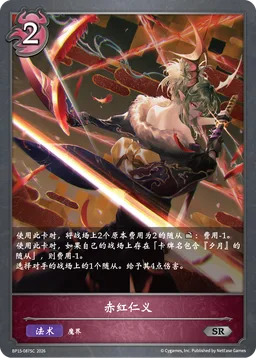 2
使用此卡时,将战场上2个原本费用为2的随从 : 费用-1。
使用此卡时,如果自己的战场上存在『卡牌名包含『夕月』的随从』,则费用-1。
选择对手的战场上的1个随从。给予其4点伤害。
赤红仁义
法术 魔界
SR
BP15-087SC 2026
© Cygames, Inc. Published by NetEase Games